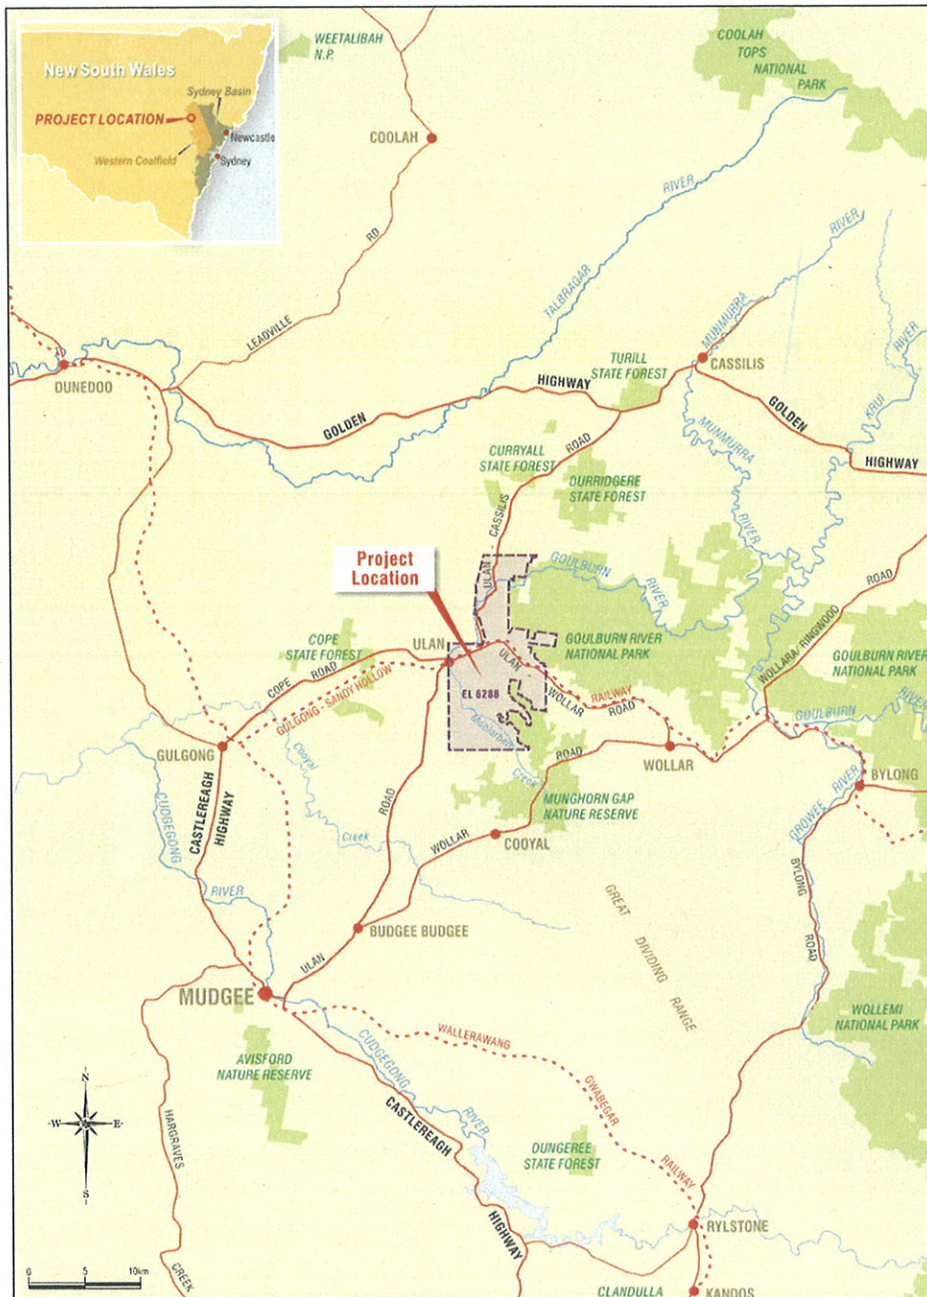 New South Wales
Sydney Basin
PROJECT LOCATION
Newcastle
Western Coalfield
Sydney
WEETALIBAH
N.P.
COOLAH
TOPS
NATIONAL
PARK
COOLAH
RIVER
RIVER
RD
TALBRAGAR
LEADVILLE
MUNMURRA
RIVER
TURILL
STATE FOREST
CASSILIS
DUNEDOO
HIGHWAY
KRUI
GOLDEN
GOLDEN
MUNMURRA
HIGHWAY
CURRYALL
STATE FOREST
ROAD
DURRIDGERE
STATE FOREST
CASSILIS
-
RIVER
Project
Location
ULAN
GOULBURN
RIVER
ROAD
COPE
STATE FOREST
ULAN
GOULBURN RIVER
NATIONAL PARK
WOLLARA/RINGWOOD
GOULBURN RIVER
NATIONAL PARK
COPE
ROAD
ULAN
EL 6288
WOLLAR
RAILWAY
ROAD
GULGONG - SANDY HOLLOW
GOULBURN
RIVER
GULGONG
Cooyal
Moolarben
Creek
ROAD
WOLLAR
BYLONG
CASTLEREAGH
HIGHWAY
CUDGEGONG
ROAD
MUNGHORN GAP
NATURE RESERVE
GROWEE
RIVER
Creek
WOLLAR
COOYAL
BYLONG
ROAD
RIVER
GREAT
DIVIDING
RANGE
BUDGEE BUDGEE
ULAN
MUDGEE
WOLLEMI
NATIONAL PARK
WALLERAWANG
CUDGEGONG
AVISFORD
NATURE RESERVE
GWABEGAR
RIVER
N
W
E
S
HARGRAVES
CASTLEREAGH
DUNGEREE
STATE FOREST
RAILWAY
HIGHWAY
RYLSTONE
CREEK
0 5 10km
CLANDULLA
KANDOS